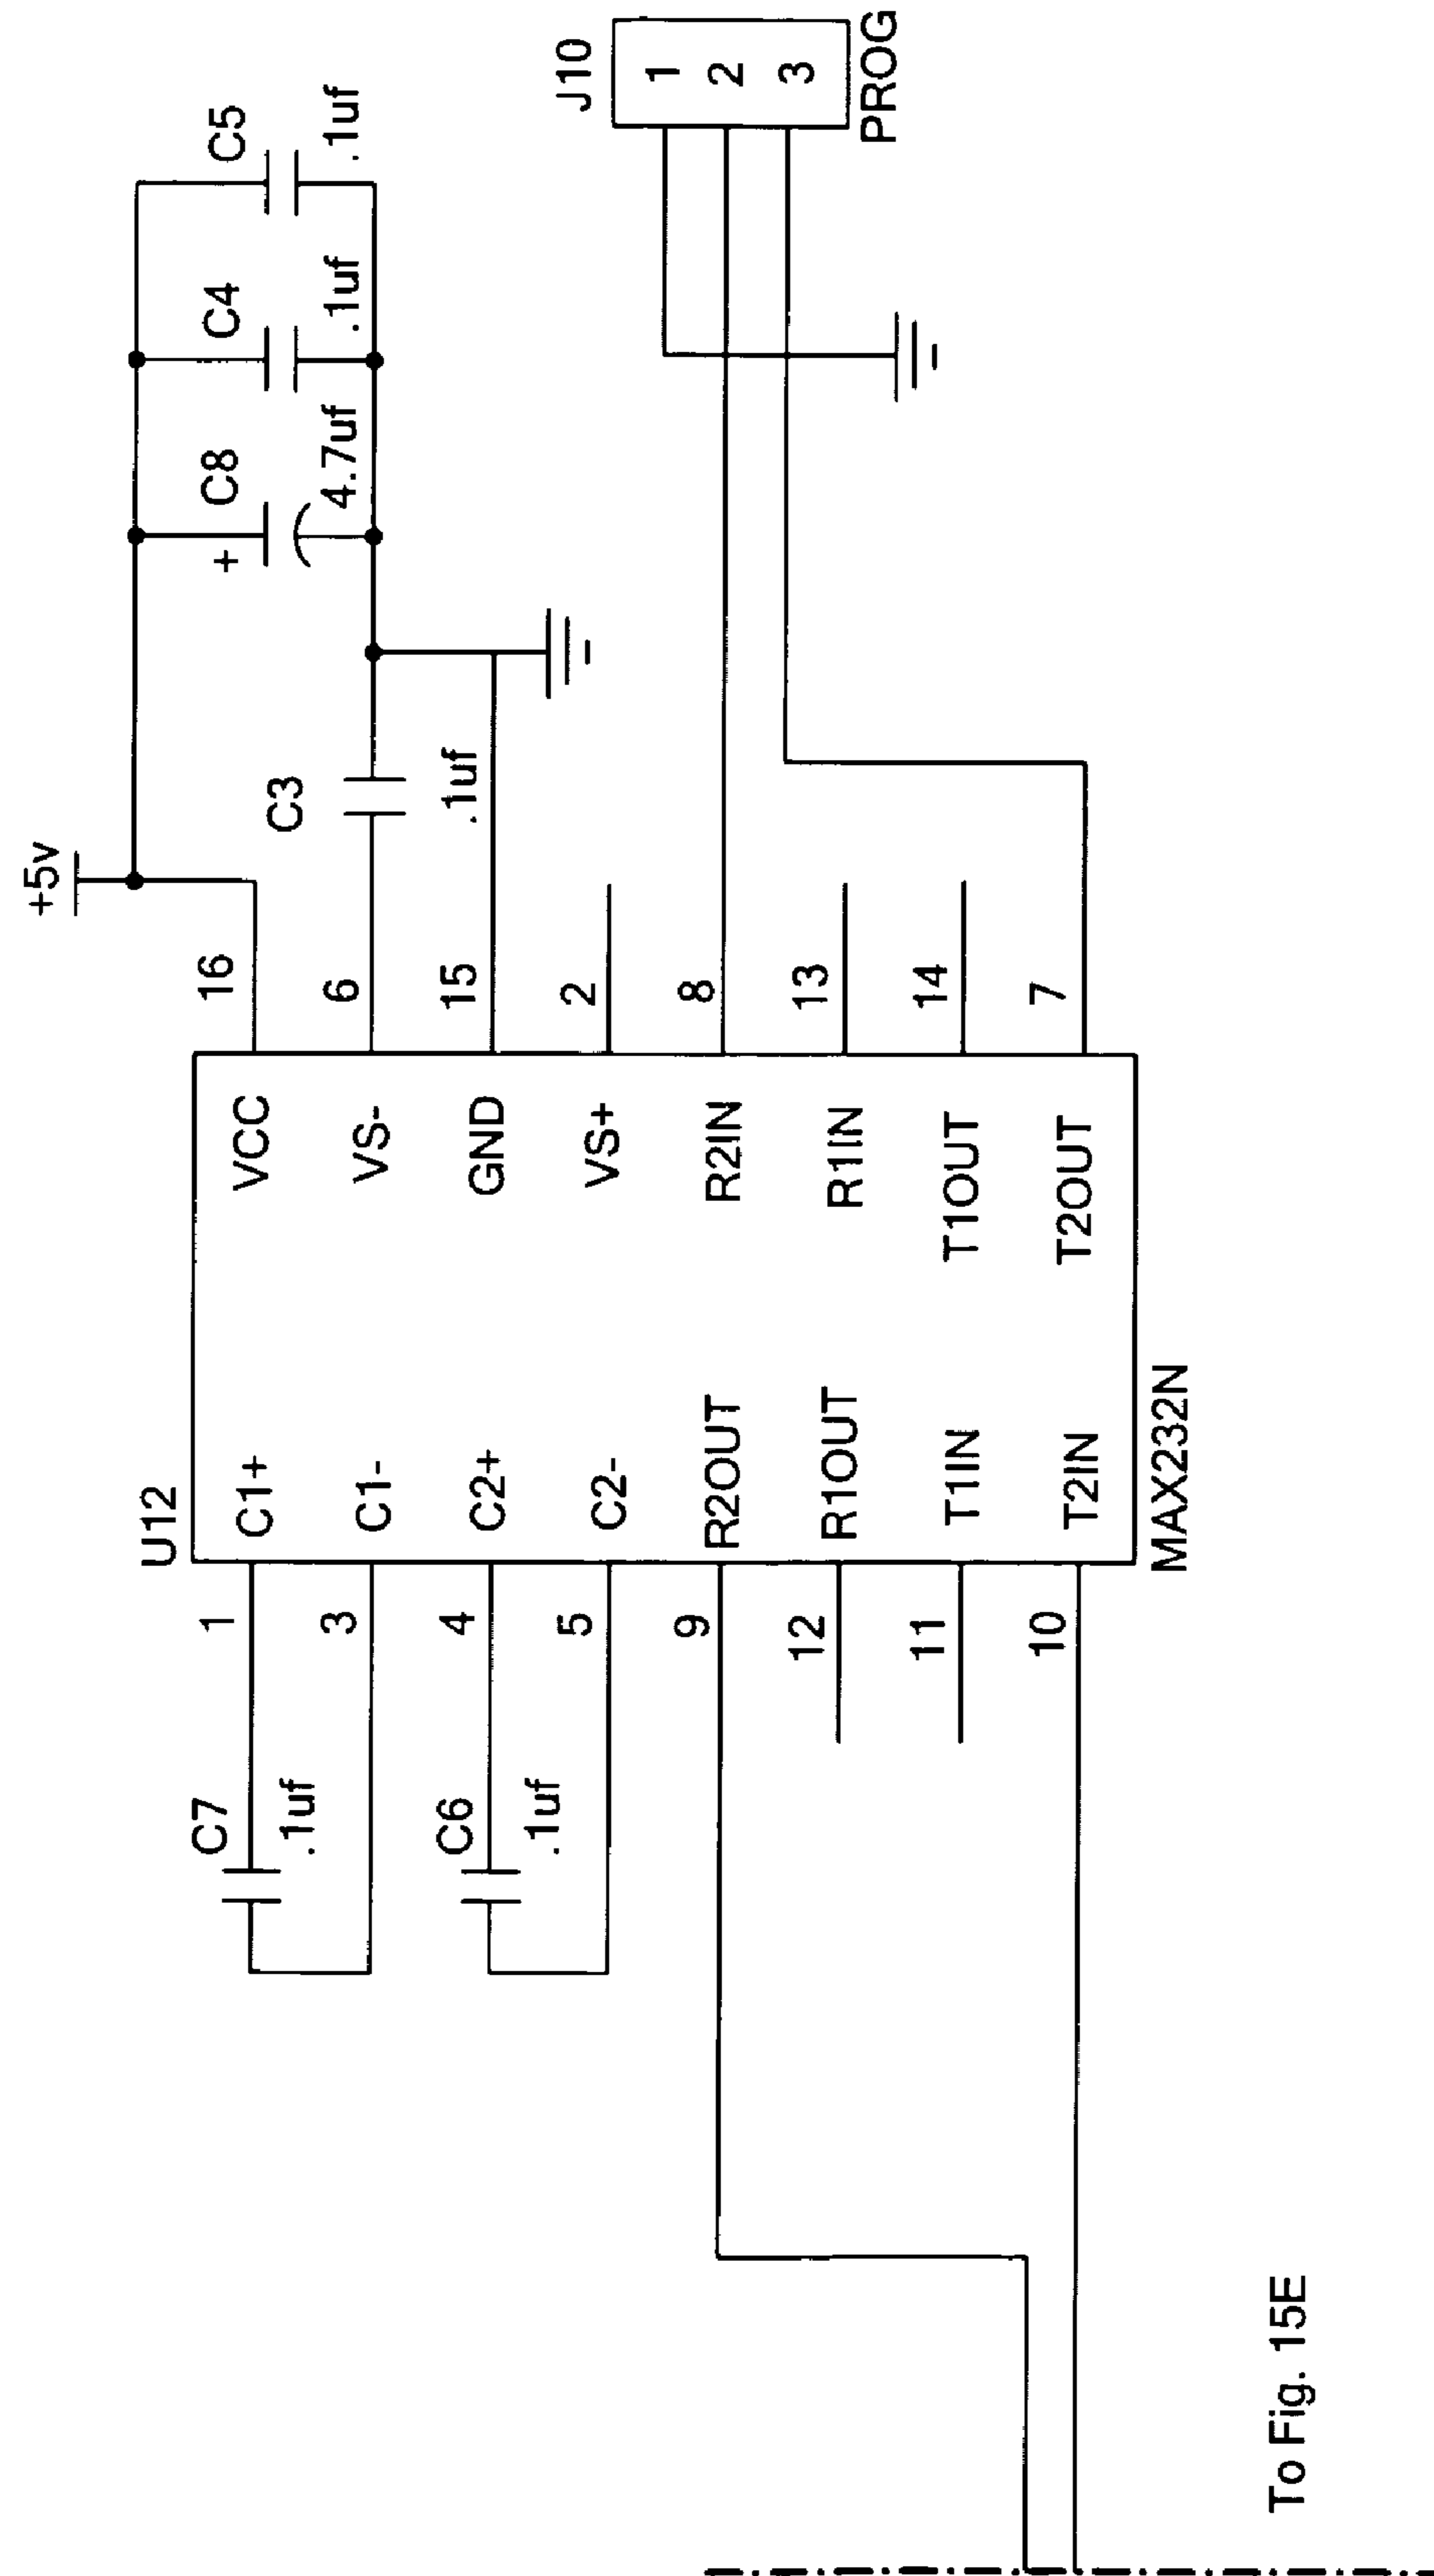 +5v
C5
.1uf
C4
.1uf
C8
+
4.7uf
C3
.1uf
J10
1
2
3
PROG
U12
C1+
C1-
C2+
C2-
R2OUT
R1OUT
T1IN
T2IN
VCC
VS-
GND
VS+
R2IN
R1IN
T1OUT
T2OUT
MAX232N
16
6
15
2
8
13
14
7
1
3
4
5
9
12
11
10
C7
.1uf
C6
.1uf
To Fig. 15E